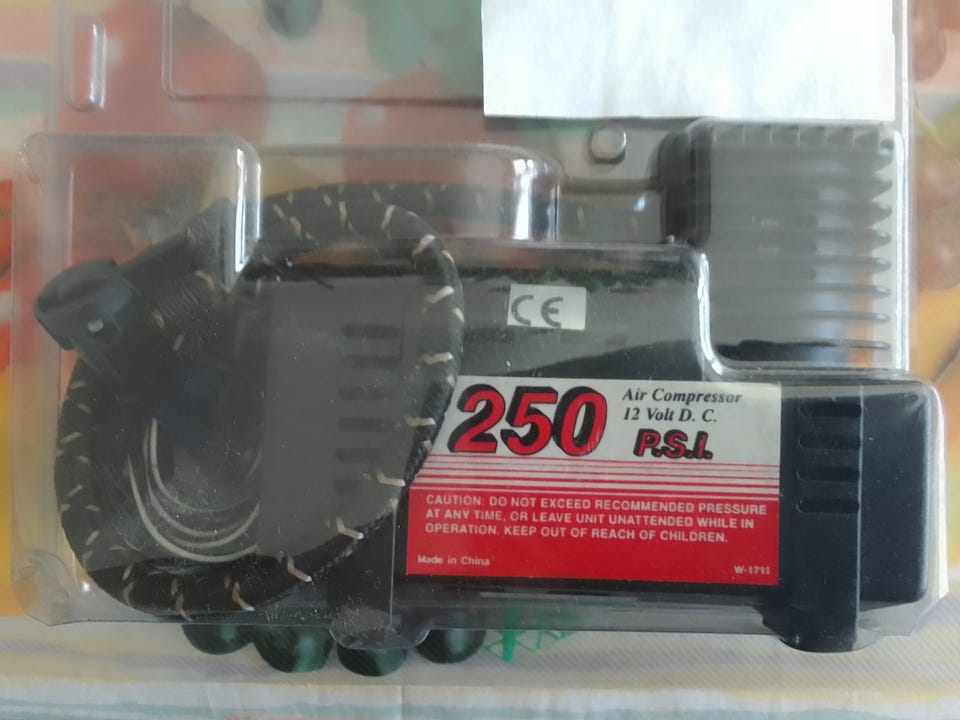 CE
250
Air Compressor
12 Volt D. C.
P.S.I.
CAUTION: DO NOT EXCEED RECOMMENDED PRESSURE
AT ANY TIME, OR LEAVE UNIT UNATTENDED WHILE IN
OPERATION. KEEP OUT OF REACH OF CHILDREN.
Made in China
W-1711